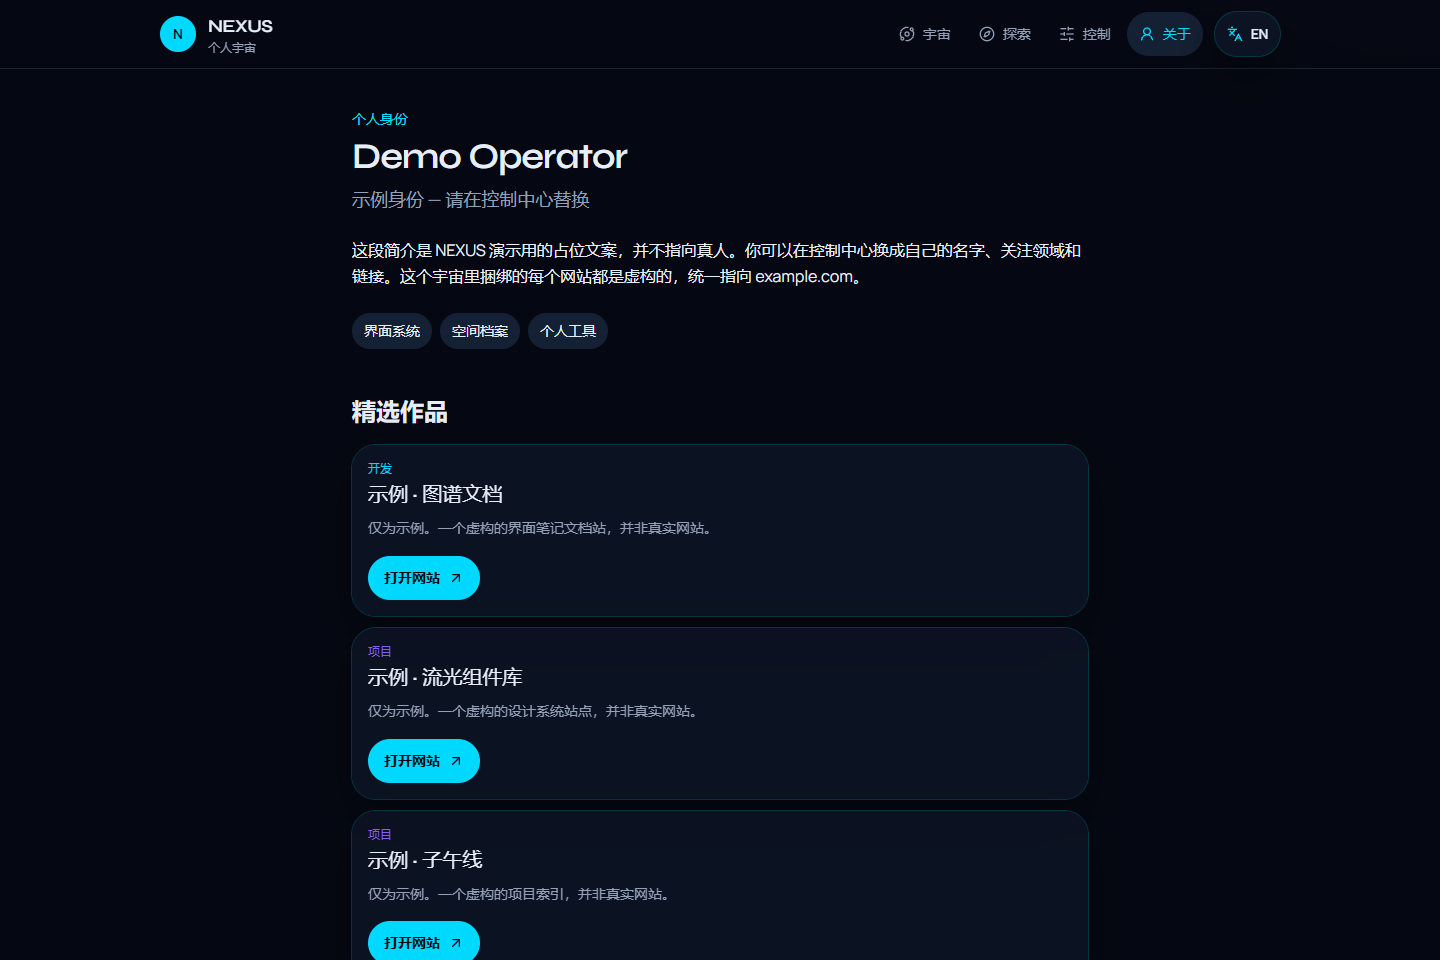 N
NEXUS
个人宇宙
宇宙
探索
控制
关于
EN
个人身份
Demo Operator
示例身份 — 请在控制中心替换
这段简介是 NEXUS 演示用的占位文案，并不指向真人。你可以在控制中心换成自己的名字、关注领域和
链接。这个宇宙里捆绑的每个网站都是虚构的，统一指向 example.com。
界面系统
空间档案
个人工具
精选作品
开发
示例 · 图谱文档
仅为示例。一个虚构的界面笔记文档站，并非真实网站。
打开网站
项目
示例 · 流光组件库
仅为示例。一个虚构的设计系统站点，并非真实网站。
打开网站
项目
示例 · 子午线
仅为示例。一个虚构的项目索引，并非真实网站。
打开网站